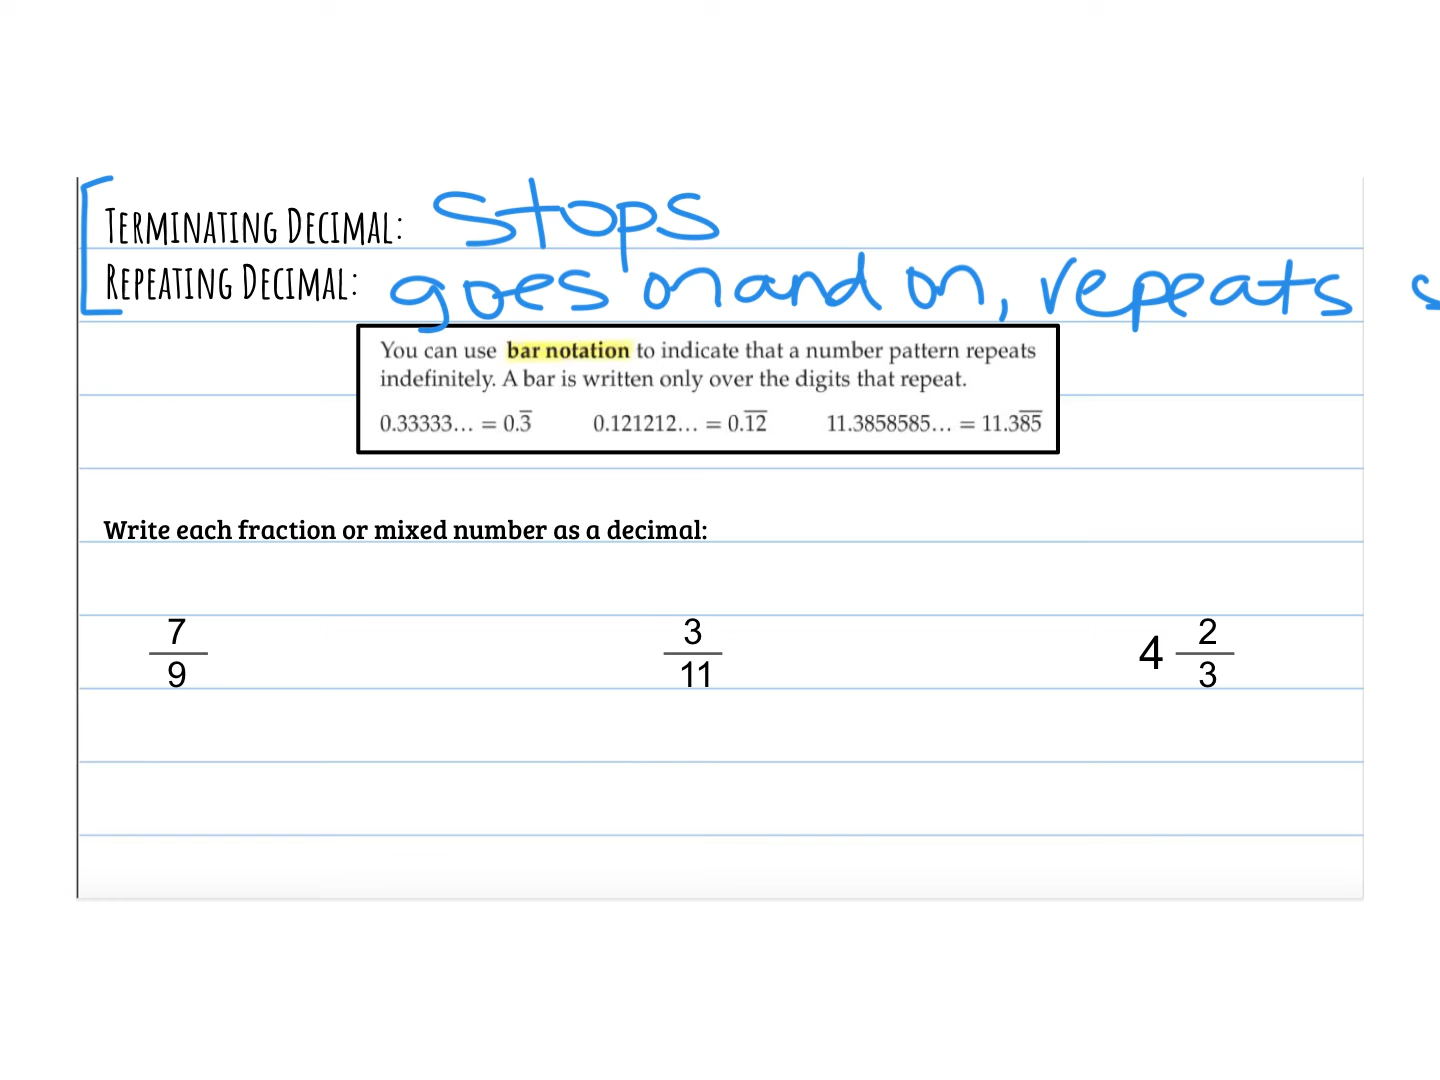 TERMINATING DECIMAL: stops
REPEATING DECIMAL: goes on and on, repeats
You can use bar notation to indicate that a number pattern repeats
indefinitely. A bar is written only over the digits that repeat.
0.33333... = 0.3̅ 0.121212... = 0.1̅2̅ 11.3858585... = 11.38̅5̅
Write each fraction or mixed number as a decimal:
7/9 3/11 4 2/3